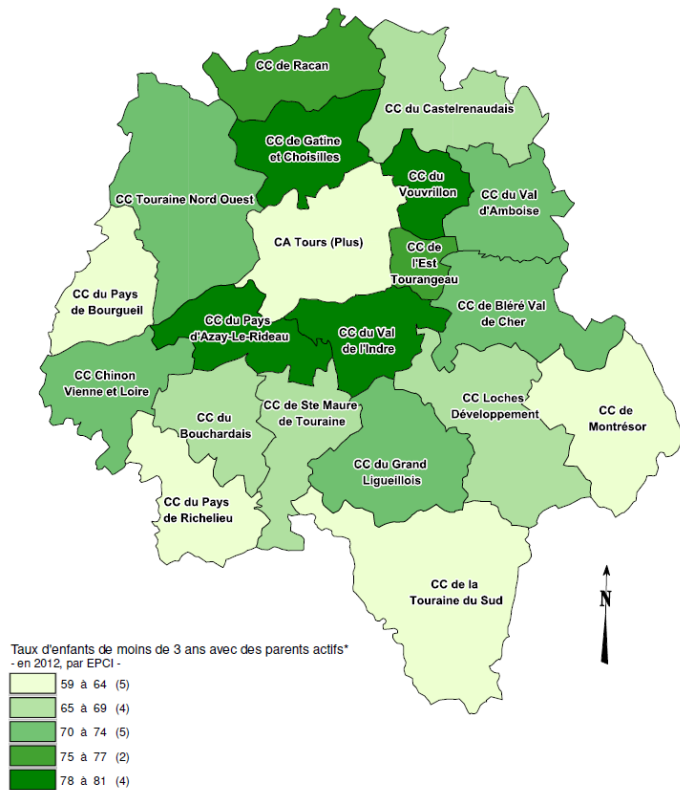 CC de Racan
CC du Castelrenaudais
CC de Gatine
et Choisilles
CC du
Vouvrillon
CC Touraine Nord Ouest
CC du Val
d'Amboise
CA Tours (Plus)
CC de
l'Est
Tourangeau
CC du Pays
de Bourgueil
CC de Bléré Val
de Cher
CC du Pays
d'Azay-Le-Rideau
CC du Val
de l'Indre
CC Chinon
Vienne et Loire
CC du
Bouchardais
CC de Ste Maure
de Touraine
CC Loches
Développement
CC de
Montrésor
CC du Grand
Ligueillois
CC du Pays
de Richelieu
CC de la
Touraine du Sud
N
Taux d'enfants de moins de 3 ans avec des parents actifs*
- en 2012, par EPCI -
59 à 64 (5)
65 à 69 (4)
70 à 74 (5)
75 à 77 (2)
78 à 81 (4)